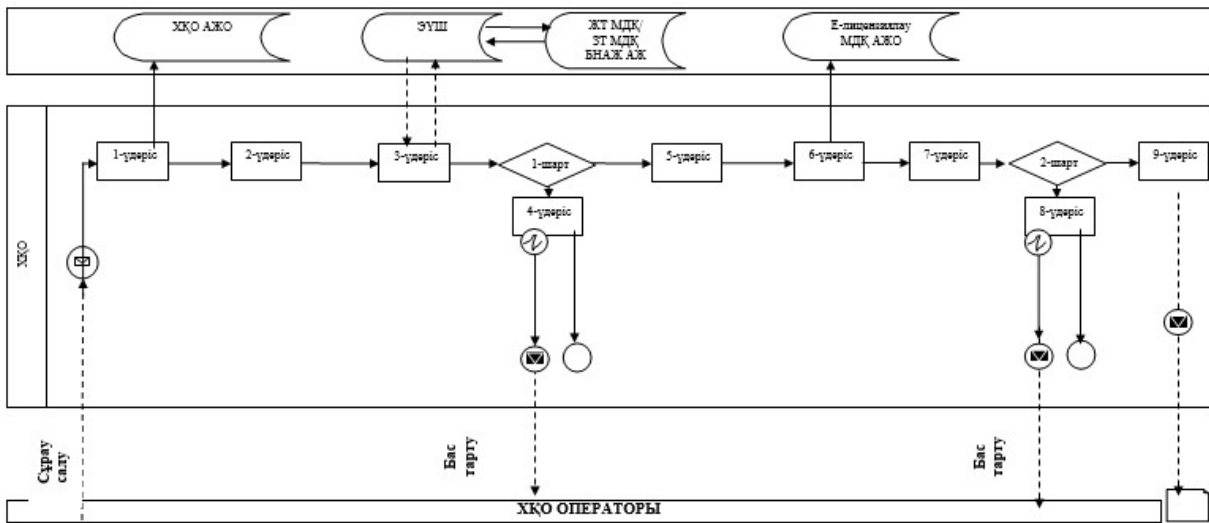 ХҚО АЖО
ЭҮШ
ЖТ МДҚ/
ЗТ МДҚ
БНАЖ АЖ
Е-лицензиялау
МДҚ АЖО
ХҚО
1-үдеріс
2-үдеріс
3-үдеріс
1-шарт
5-үдеріс
6-үдеріс
7-үдеріс
2-шарт
9-үдеріс
4-үдеріс
8-үдеріс
Сұрау
салу
Бас
тарту
Бас
тарту
ХҚО ОПЕРАТОРЫ